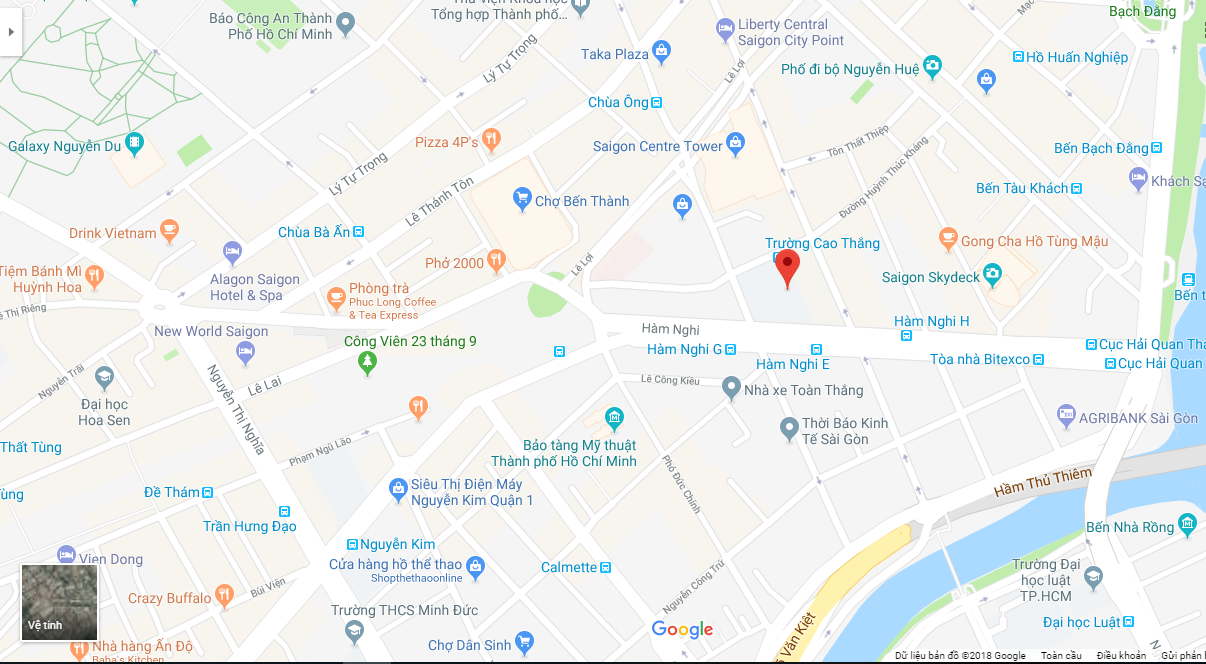 Báo Công An Thành
Phố Hồ Chí Minh
Tổng hợp Thành phố...
Liberty Central
Saigon City Point
Bạch Đằng
Taka Plaza
Lý Tự Trọng
Lê Lợi
Phố đi bộ Nguyễn Huệ
Hồ Huấn Nghiệp
Chùa Ông
Galaxy Nguyễn Du
Pizza 4P's
Saigon Centre Tower
Tôn Thất Thiệp
Bến Bạch Đằng
Lý Tự Trọng
Lê Thánh Tôn
Chợ Bến Thành
Đường Huỳnh Thúc Kháng
Bến Tàu Khách
Khách Sạ
Drink Vietnam
Chùa Bà Ấn
Trường Cao Thắng
Gong Cha Hồ Tùng Mậu
Tiệm Bánh Mì
Huỳnh Hoa
Alagon Saigon
Hotel & Spa
Phở 2000
Lê Lợi
Saigon Skydeck
Phòng trà
Phuc Long Coffee
& Tea Express
Bến t
ê Thị Riêng
New World Saigon
Công Viên 23 tháng 9
Hàm Nghi
Hàm Nghi G
Hàm Nghi E
Hàm Nghi H
Tòa nhà Bitexco
Cục Hải Quan Thà
Cục Hải Quan
Nguyễn Trãi
Nguyễn Thị Nghĩa
Lê Lai
Lê Công Kiều
Nhà xe Toàn Thắng
Đại học
Hoa Sen
Thời Báo Kinh
Tế Sài Gòn
AGRIBANK Sài Gòn
Thất Tùng
Phạm Ngũ Lão
Bảo tàng Mỹ thuật
Thành phố Hồ Chí Minh
Phó Đức Chính
Hầm Thủ Thiêm
ùng
Đề Thám
Siêu Thị Điện Máy
Nguyễn Kim Quận 1
Trần Hưng Đạo
Bến Nhà Rồng
Nguyễn Kim
Vien Dong
Cửa hàng hồ thể thao
Shopthethaoonline
Calmette
Nguyễn Công Trứ
Trường Đại
học luật
TP.HCM
Bùi Viện
Crazy Buffalo
Trường THCS Minh Đức
Vệ tinh
Google
Văn Kiệt
Đại học Luật
Nhà hàng Ấn Độ
Baba's Kitchen
Chợ Dân Sinh
Dữ liệu bản đồ ©2018 Google Toàn cầu Điều khoản Gửi phản h